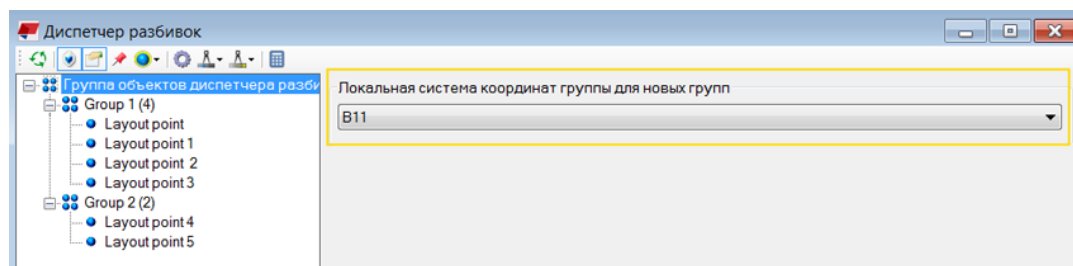 Диспетчер разбивок
Группа объектов диспетчера разби
Group 1 (4)
Layout point
Layout point 1
Layout point 2
Layout point 3
Group 2 (2)
Layout point 4
Layout point 5
Локальная система координат группы для новых групп
B11